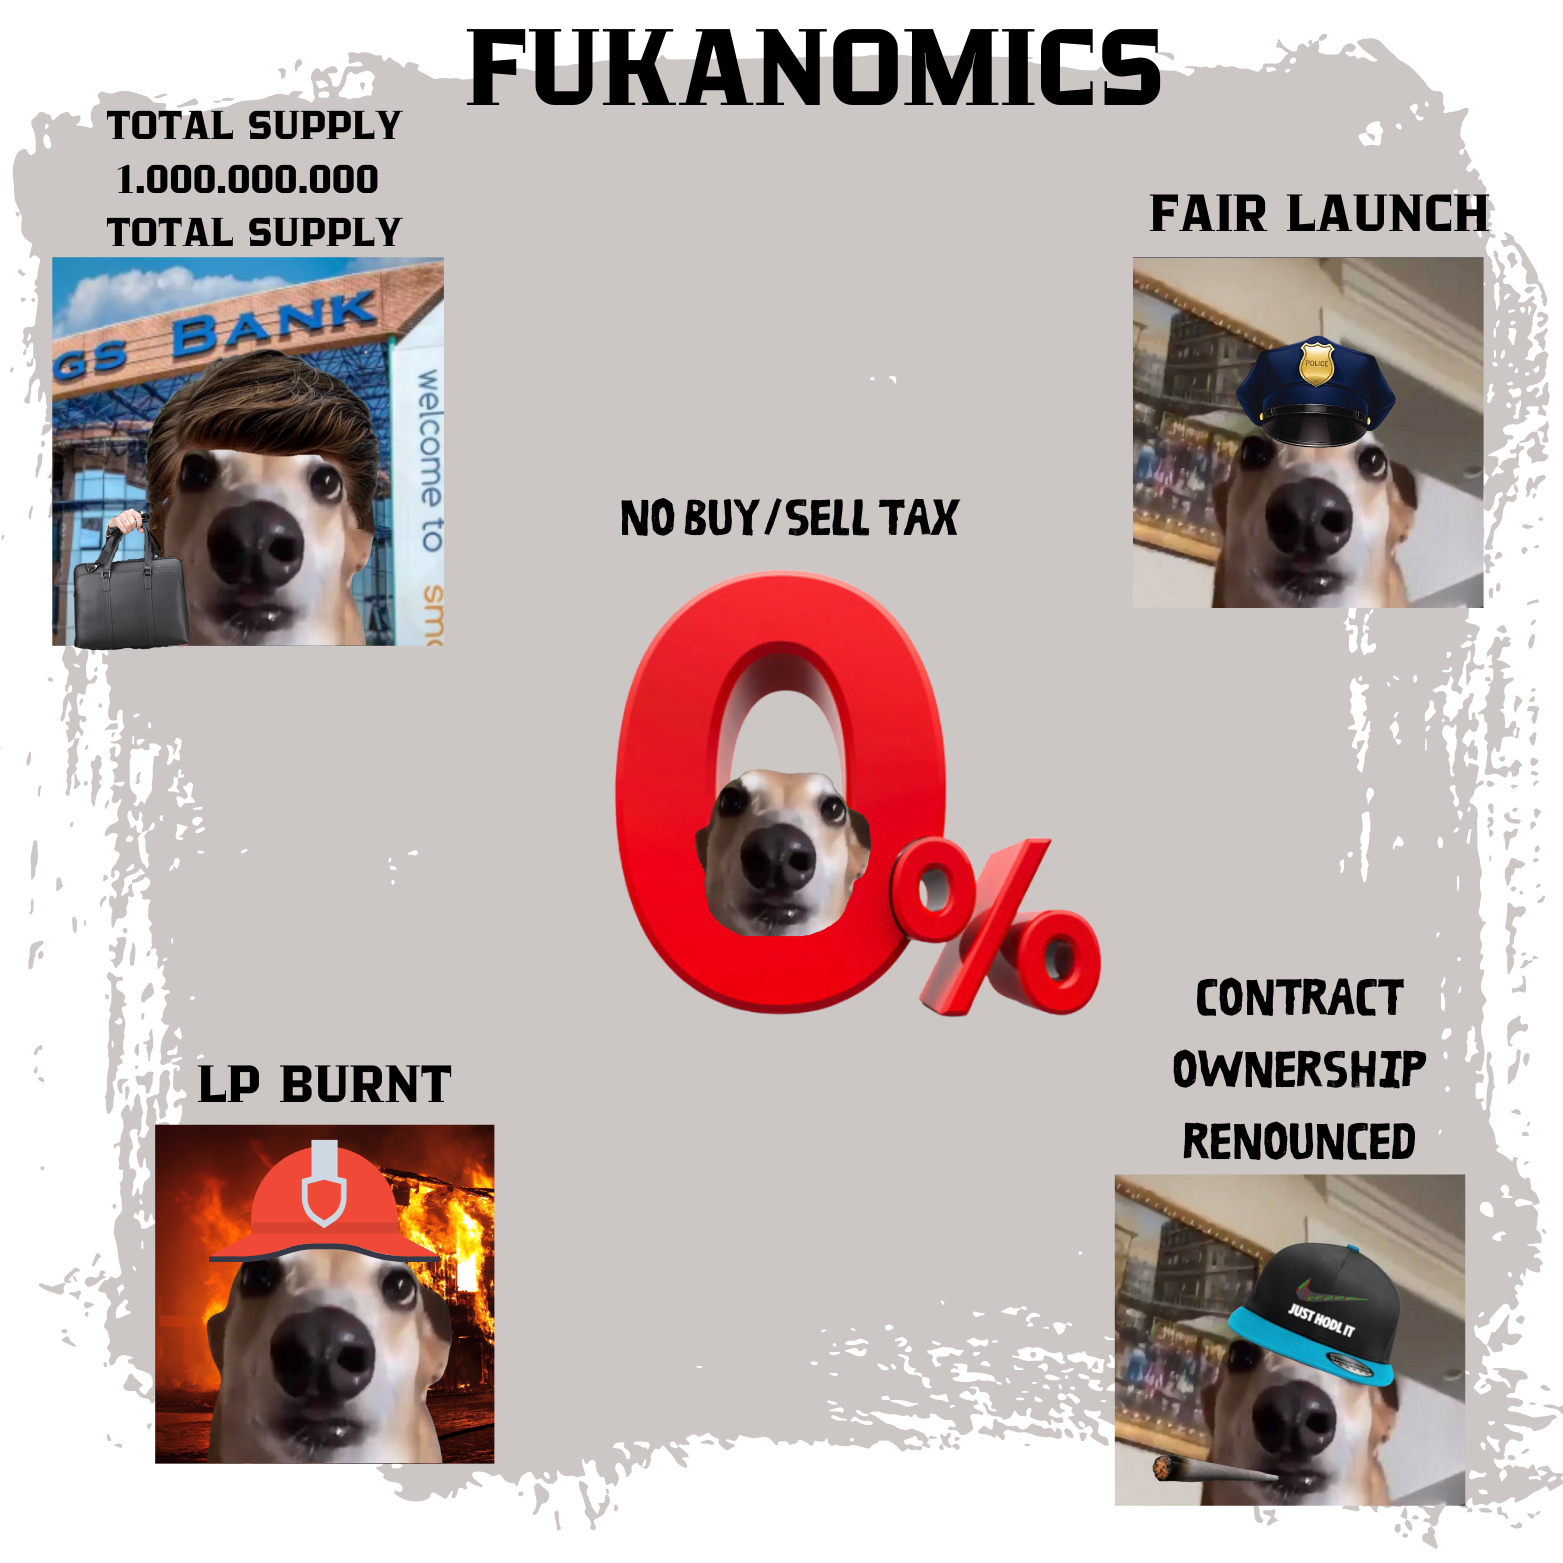 FUKANOMICS
TOTAL SUPPLY
1.000.000.000
TOTAL SUPPLY
GS BANK
welcome to smo
FAIR LAUNCH
POLICE
NO BUY/SELL TAX
0%
LP BURNT
CONTRACT
OWNERSHIP
RENOUNCED
JUST HODL IT